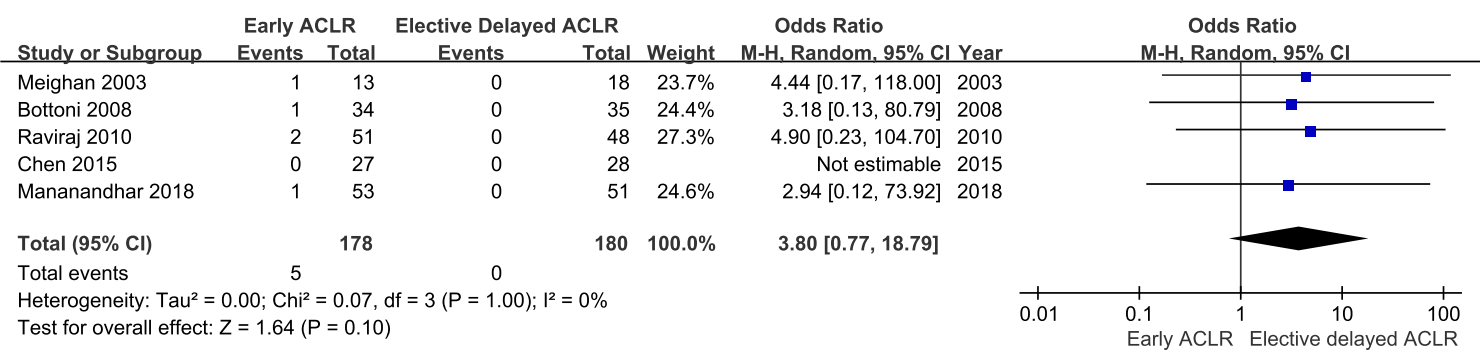 Early ACLR Elective Delayed ACLR Odds Ratio Odds Ratio
Study or Subgroup Events Total Events Total Weight M-H, Random, 95% CI Year M-H, Random, 95% CI
Meighan 2003 1 13 0 18 23.7% 4.44 [0.17, 118.00] 2003
Bottoni 2008 1 34 0 35 24.4% 3.18 [0.13, 80.79] 2008
Raviraj 2010 2 51 0 48 27.3% 4.90 [0.23, 104.70] 2010
Chen 2015 0 27 0 28 Not estimable 2015
Mananandhar 2018 1 53 0 51 24.6% 2.94 [0.12, 73.92] 2018
Total (95% CI) 178 180 100.0% 3.80 [0.77, 18.79]
Total events 5 0
Heterogeneity: Tau² = 0.00; Chi² = 0.07, df = 3 (P = 1.00); I² = 0%
Test for overall effect: Z = 1.64 (P = 0.10)
0.01 0.1 1 10 100
Early ACLR Elective delayed ACLR